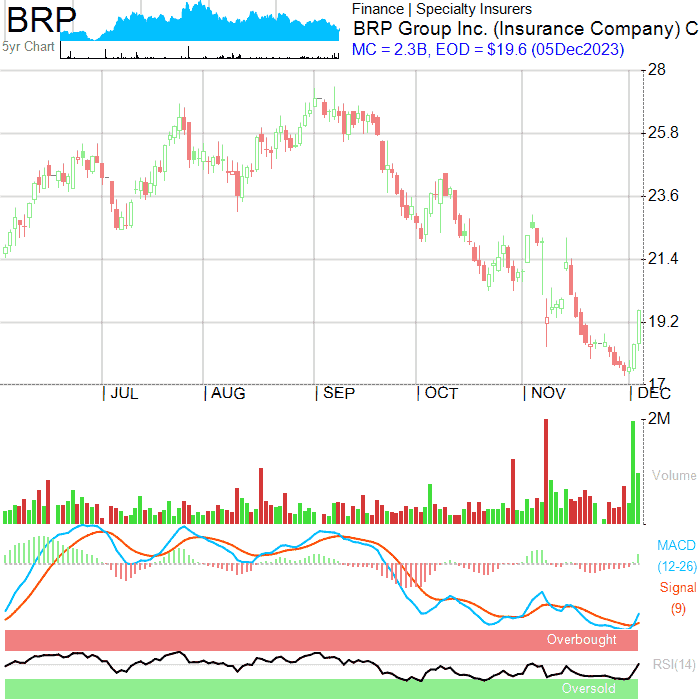 BRP
5yr Chart
Finance | Specialty Insurers
BRP Group Inc. (Insurance Company) C
MC = 2.3B, EOD = $19.6 (05Dec2023)
28
25.8
23.6
21.4
19.2
17
JUL
AUG
SEP
OCT
NOV
DEC
2M
Volume
MACD
(12-26)
Signal
(9)
Overbought
RSI(14)
Oversold